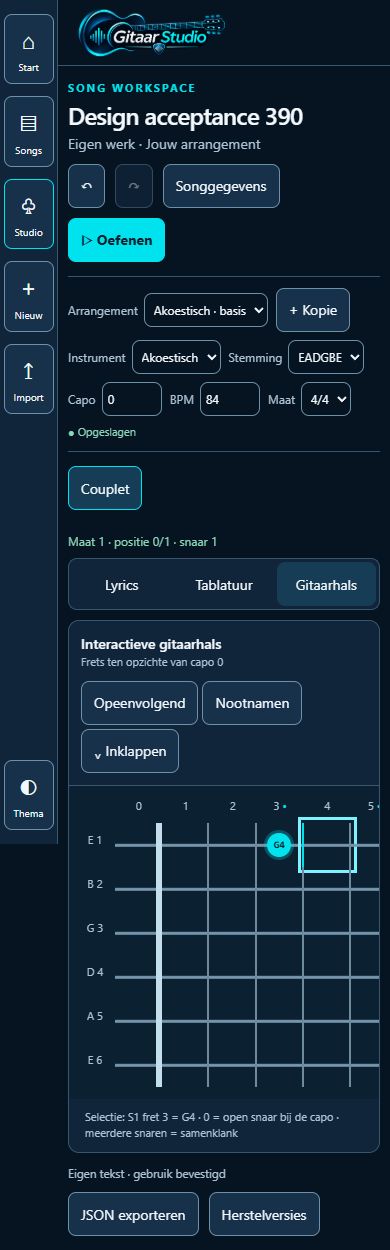 Gitaar Studio
Start
Songs
Studio
Nieuw
Import
Thema
SONG WORKSPACE
Design acceptance 390
Eigen werk · Jouw arrangement
Songgegevens
Oefenen
Arrangement Akoestisch · basis + Kopie
Instrument Akoestisch Stemming EADGBE
Capo 0 BPM 84 Maat 4/4
● Opgeslagen
Couplet
Maat 1 · positie 0/1 · snaar 1
Lyrics Tablatuur Gitaarhals
Interactieve gitaarhals
Frets ten opzichte van capo 0
Opeenvolgend Nootnamen
Inklappen
0 1 2 3 • 4 5 •
E 1 G4
B 2
G 3
D 4
A 5
E 6
Selectie: S1 fret 3 = G4 · 0 = open snaar bij de capo ·
meerdere snaren = samenklank
Eigen tekst · gebruik bevestigd
JSON exporteren Herstelversies